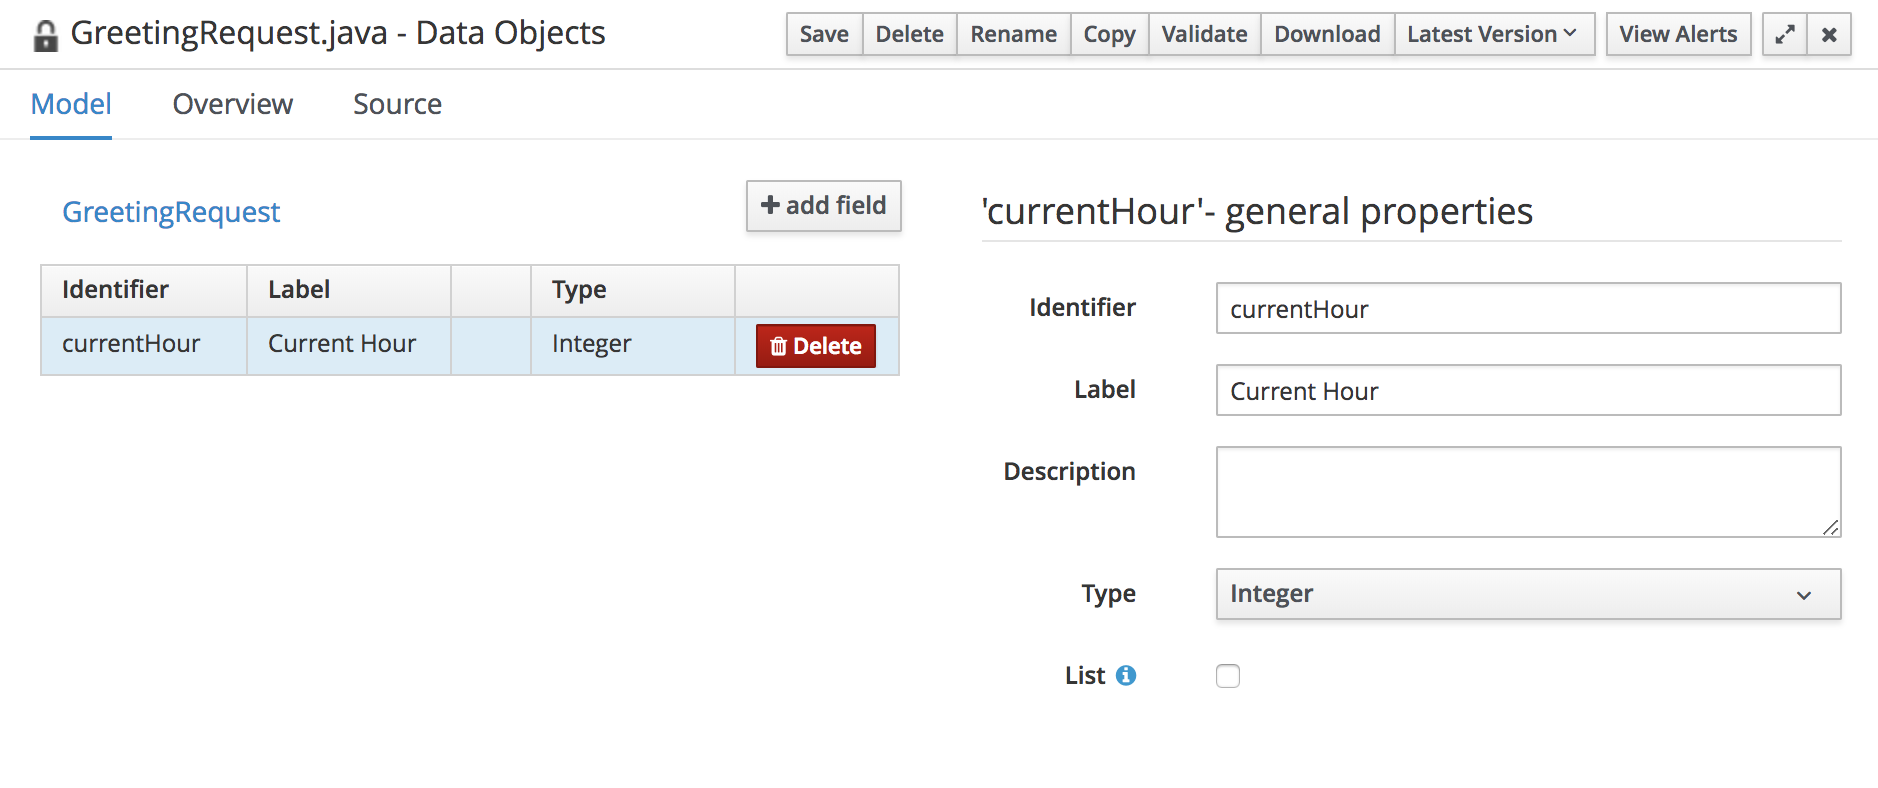 GreetingRequest.java - Data Objects
Save Delete Rename Copy Validate Download Latest Version View Alerts
Model Overview Source
GreetingRequest
add field
Identifier Label Type
currentHour Current Hour Integer Delete
'currentHour'- general properties
Identifier currentHour
Label Current Hour
Description
Type Integer
List